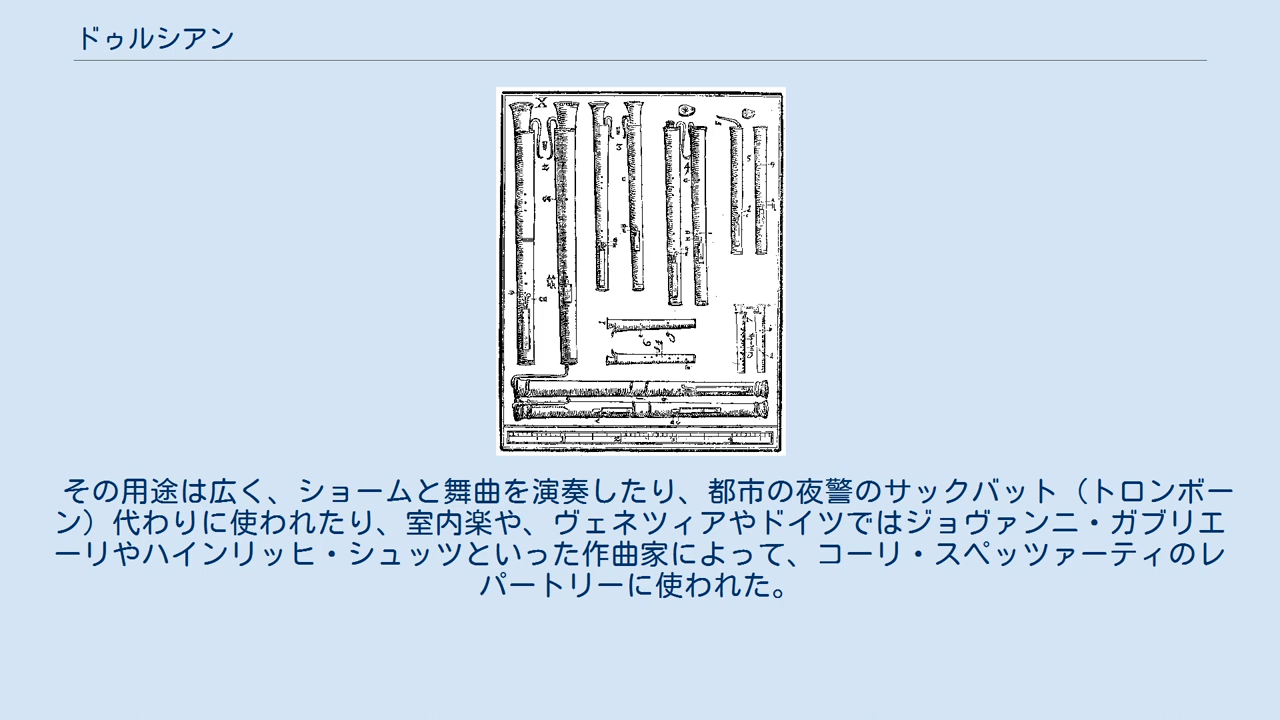 ドゥルシアン
その用途は広く、ショームと舞曲を演奏したり、都市の夜警のサックバット（トロンボー
ン）代わりに使われたり、室内楽や、ヴェネツィアやドイツではジョヴァンニ・ガブリエ
ーリやハインリッヒ・シュッツといった作曲家によって、コーリ・スペッツァーティのレ
パートリーに使われた。